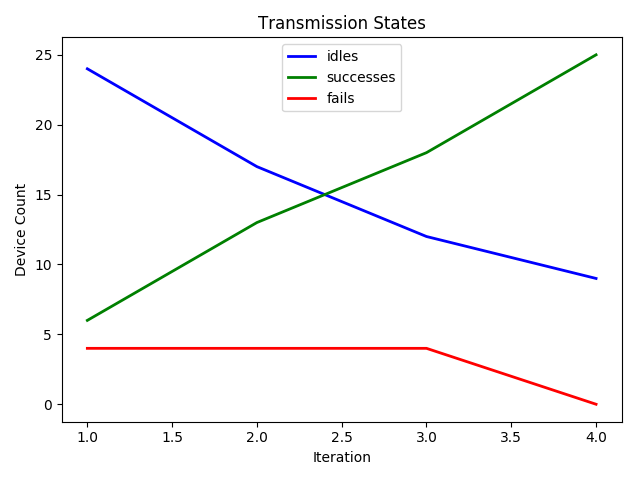 Transmission States
idles
successes
fails
Device Count
25
20
15
10
5
0
1.0 1.5 2.0 2.5 3.0 3.5 4.0
Iteration